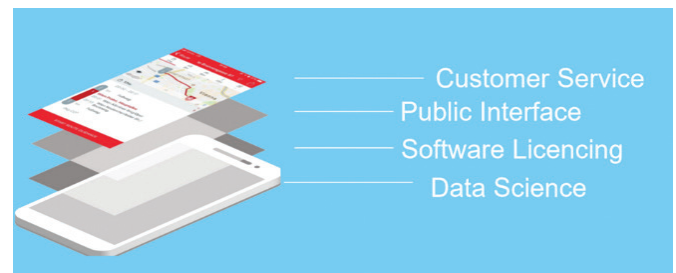 Customer Service
Public Interface
Software Licencing
Data Science